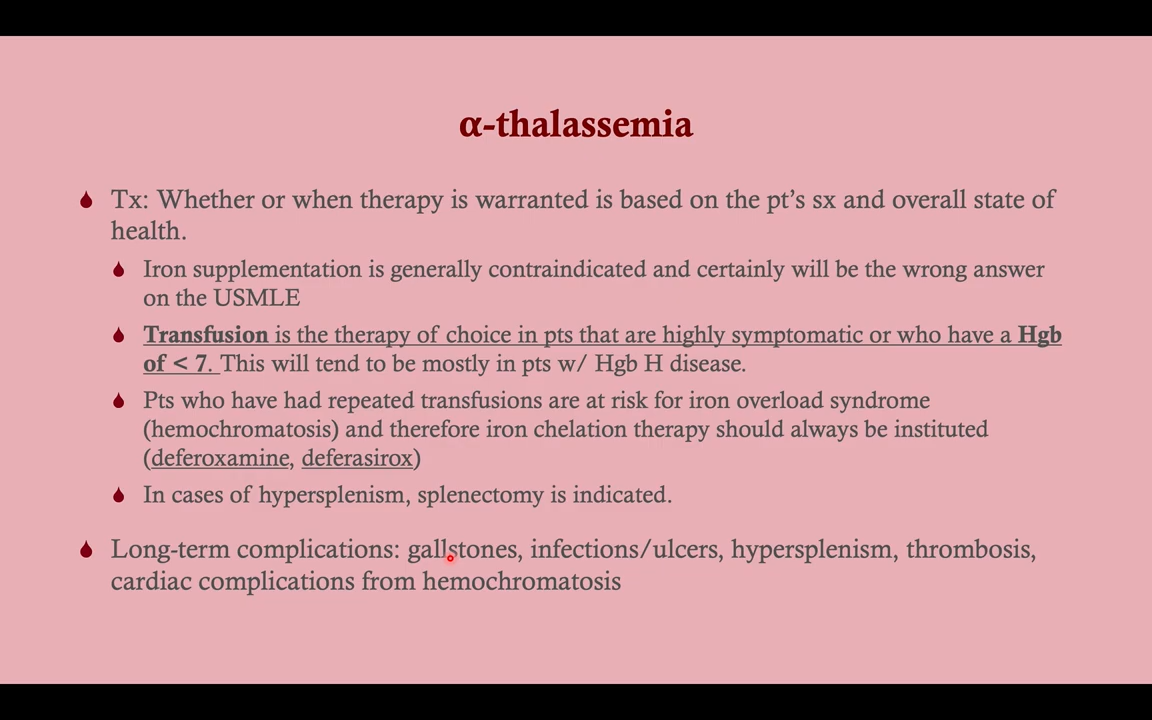 α-thalassemia
Tx: Whether or when therapy is warranted is based on the pt's sx and overall state of
health.
Iron supplementation is generally contraindicated and certainly will be the wrong answer
on the USMLE
Transfusion is the therapy of choice in pts that are highly symptomatic or who have a Hgb
of < 7. This will tend to be mostly in pts w/ Hgb H disease.
Pts who have had repeated transfusions are at risk for iron overload syndrome
(hemochromatosis) and therefore iron chelation therapy should always be instituted
(deferoxamine, deferasirox)
In cases of hypersplenism, splenectomy is indicated.
Long-term complications: gallstones, infections/ulcers, hypersplenism, thrombosis,
cardiac complications from hemochromatosis